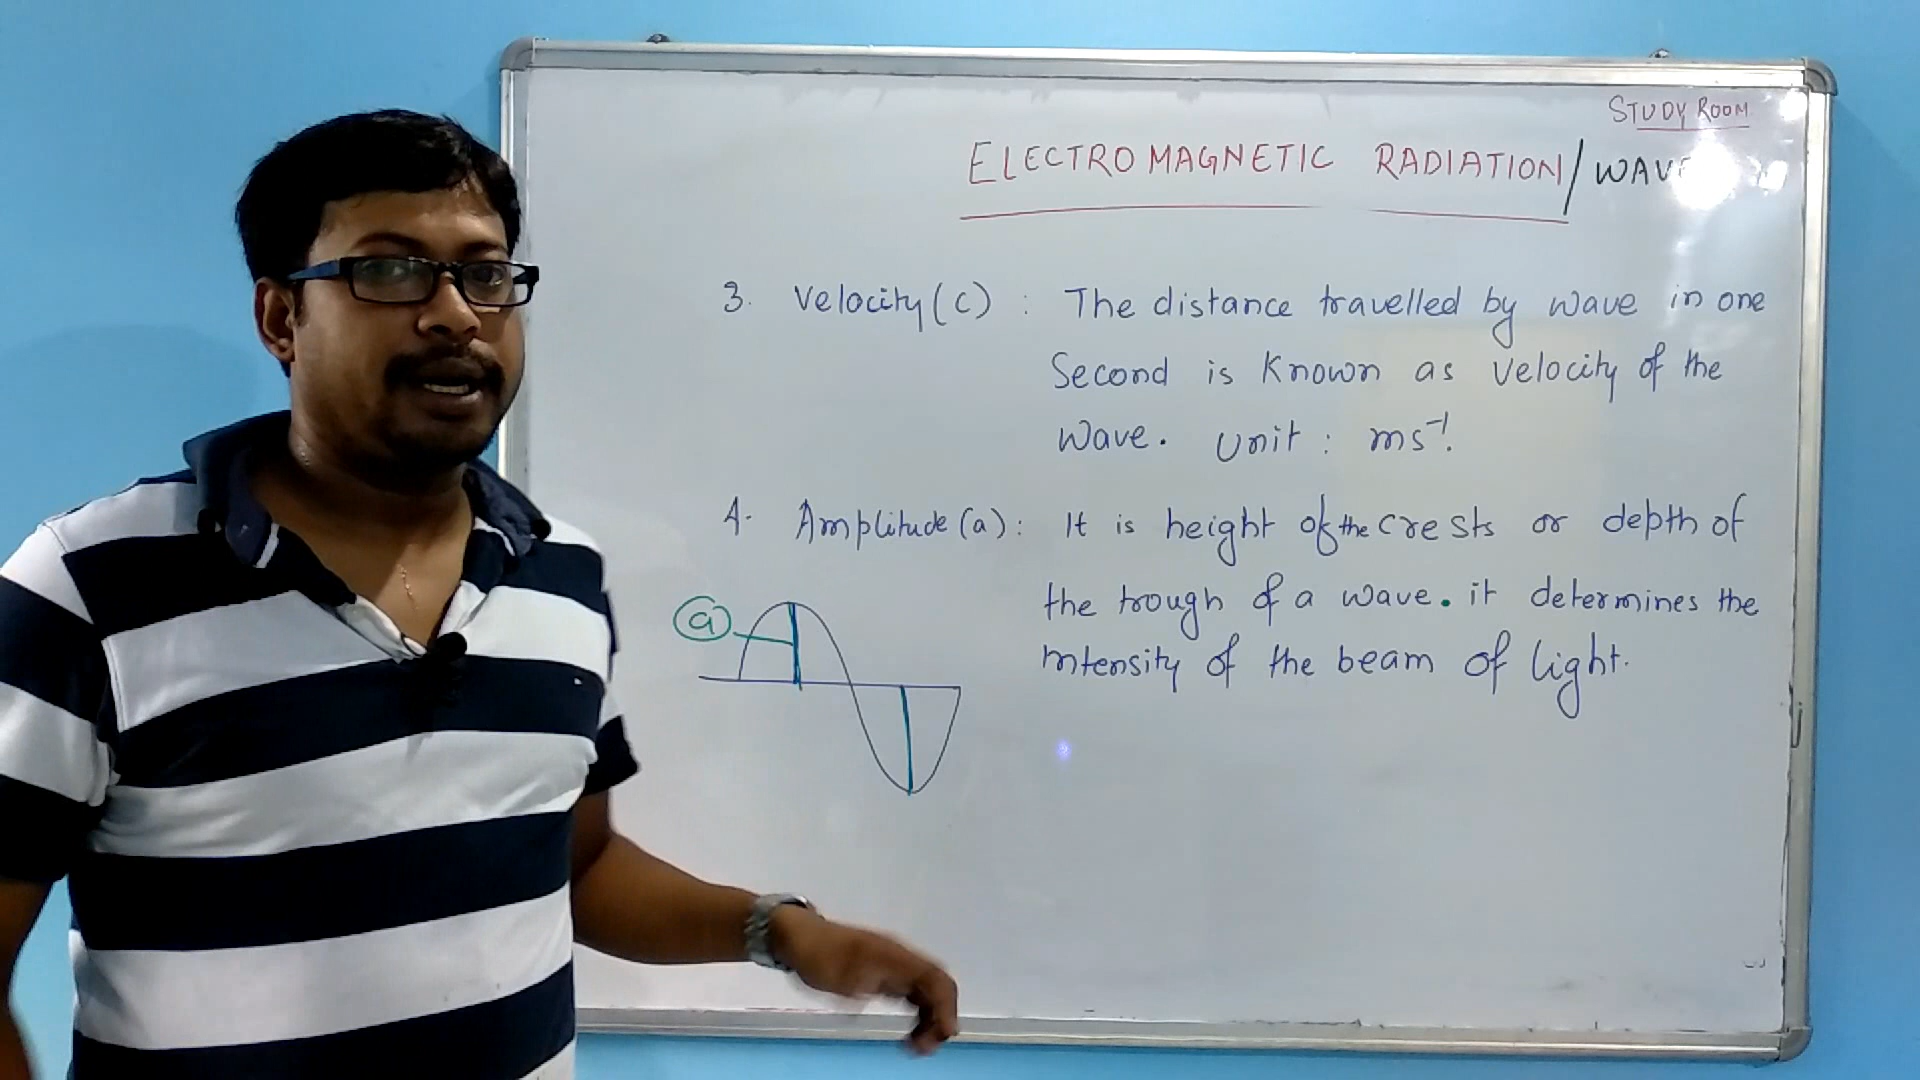 STUDY ROOM
ELECTROMAGNETIC RADIATION/WAVE
3. Velocity(c) : The distance travelled by wave in one
Second is Known as velocity of the
wave. Unit : ms⁻¹.
4. Amplitude(a): It is height of the crests or depth of
the trough of a wave. it determines the
intensity of the beam of light.
a